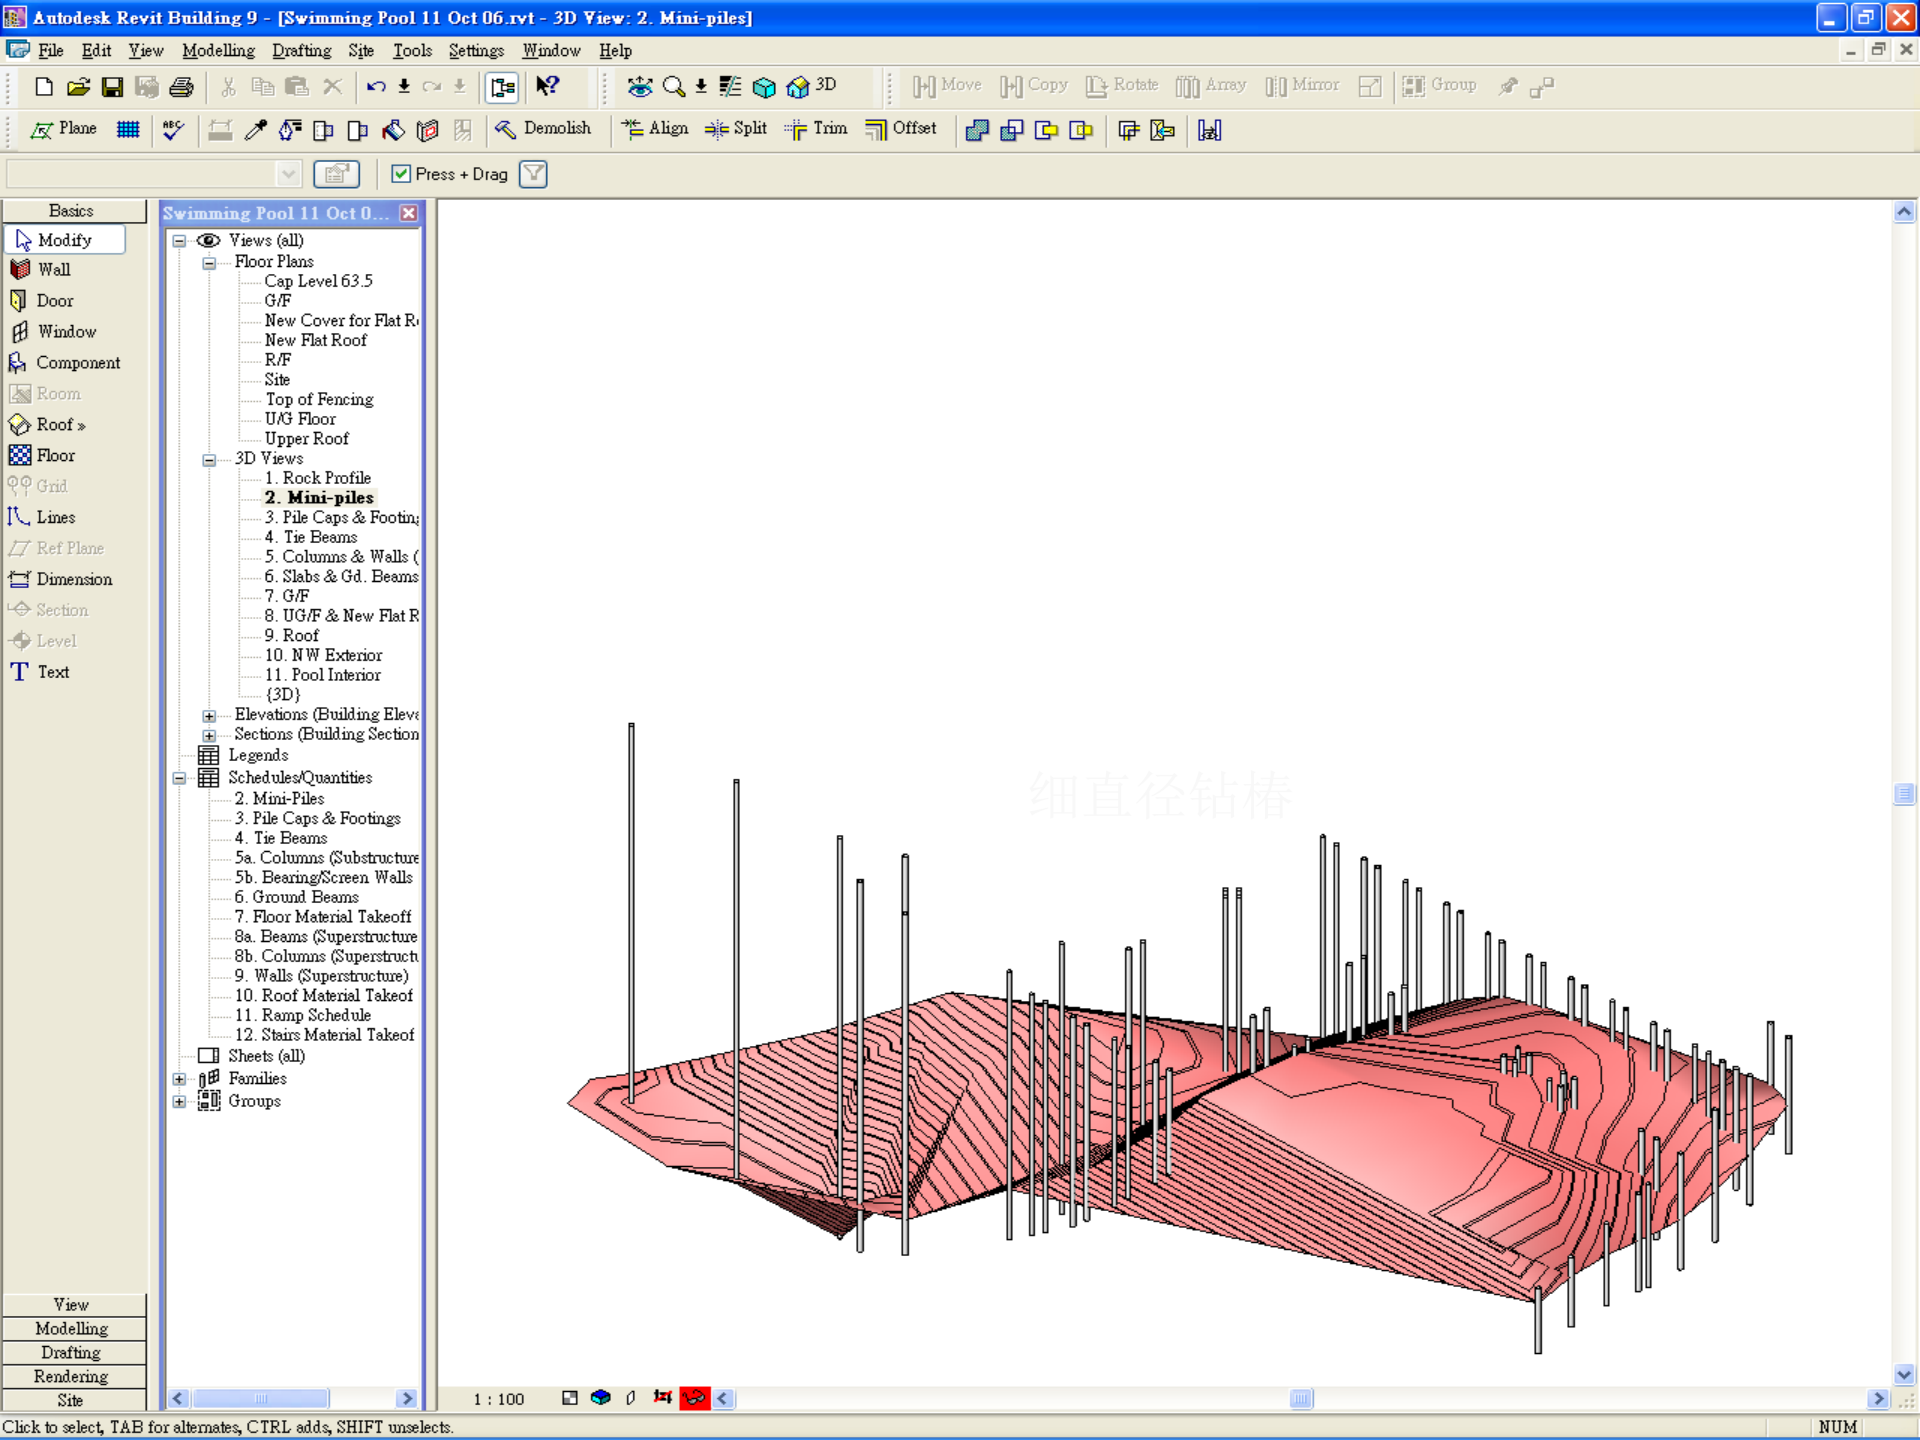 Autodesk Revit Building 9 - [Swimming Pool 11 Oct 06.rvt - 3D View: 2. Mini-piles]
File Edit View Modelling Drafting Site Tools Settings Window Help
3D Move Copy Rotate Array Mirror Group
Plane ABC Demolish Align Split Trim Offset
Press + Drag
Basics
Modify
Wall
Door
Window
Component
Room
Roof »
Floor
Grid
Lines
Ref Plane
Dimension
Section
Level
Text
View
Modelling
Drafting
Rendering
Site
Swimming Pool 11 Oct 0...
Views (all)
Floor Plans
Cap Level 63.5
G/F
New Cover for Flat R
New Flat Roof
R/F
Site
Top of Fencing
U/G Floor
Upper Roof
3D Views
1. Rock Profile
2. Mini-piles
3. Pile Caps & Footin
4. Tie Beams
5. Columns & Walls (
6. Slabs & Gd. Beams
7. G/F
8. UG/F & New Flat R
9. Roof
10. NW Exterior
11. Pool Interior
{3D}
Elevations (Building Elev
Sections (Building Section
Legends
Schedules/Quantities
2. Mini-Piles
3. Pile Caps & Footings
4. Tie Beams
5a. Columns (Substructure
5b. Bearing/Screen Walls
6. Ground Beams
7. Floor Material Takeoff
8a. Beams (Superstructure
8b. Columns (Superstruct
9. Walls (Superstructure)
10. Roof Material Takeof
11. Ramp Schedule
12. Stairs Material Takeof
Sheets (all)
Families
Groups
细直径钻椿
1 : 100
Click to select, TAB for alternates, CTRL adds, SHIFT unselects.
NUM